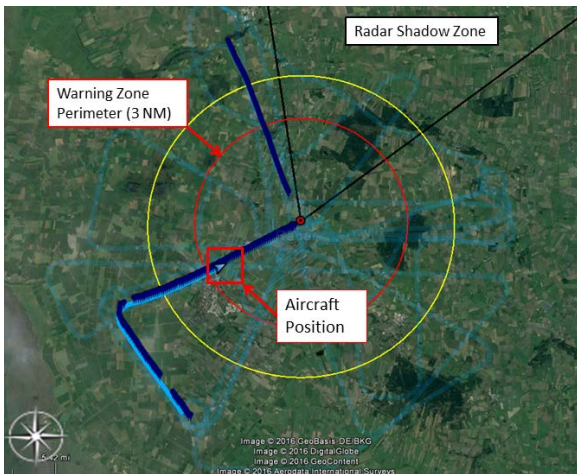 Radar Shadow Zone
Warning Zone
Perimeter (3 NM)
Aircraft
Position
Image © 2016 GeoBasis-DE/BKG
Image © 2016 DigitalGlobe
Image © 2016 GeoContent
Image © 2016 Aerodata International Surveys